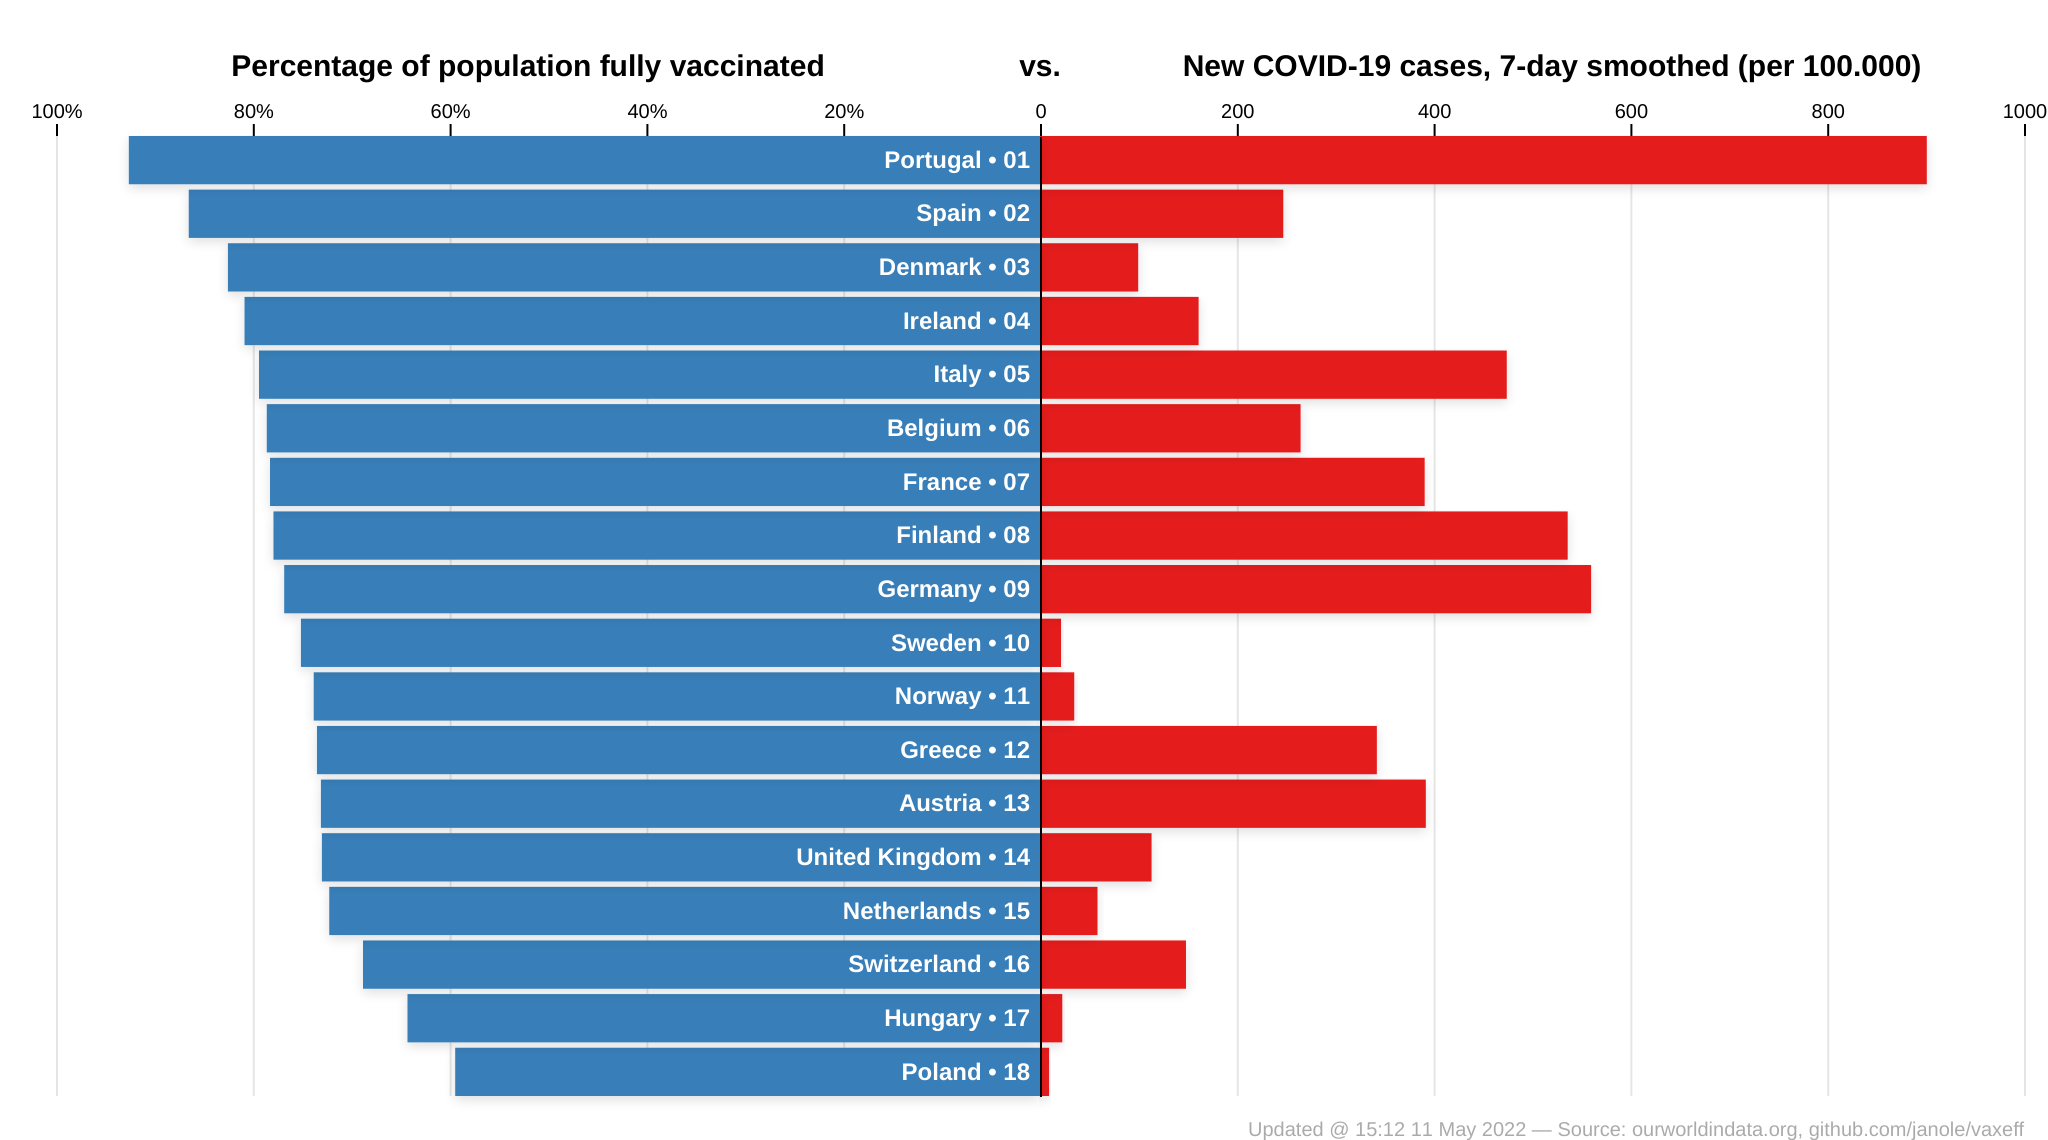 Percentage of population fully vaccinated vs. New COVID-19 cases, 7-day smoothed (per 100.000)
100% 80% 60% 40% 20% 0 200 400 600 800 1000
Portugal • 01
Spain • 02
Denmark • 03
Ireland • 04
Italy • 05
Belgium • 06
France • 07
Finland • 08
Germany • 09
Sweden • 10
Norway • 11
Greece • 12
Austria • 13
United Kingdom • 14
Netherlands • 15
Switzerland • 16
Hungary • 17
Poland • 18
Updated @ 15:12 11 May 2022 — Source: ourworldindata.org, github.com/janole/vaxeff